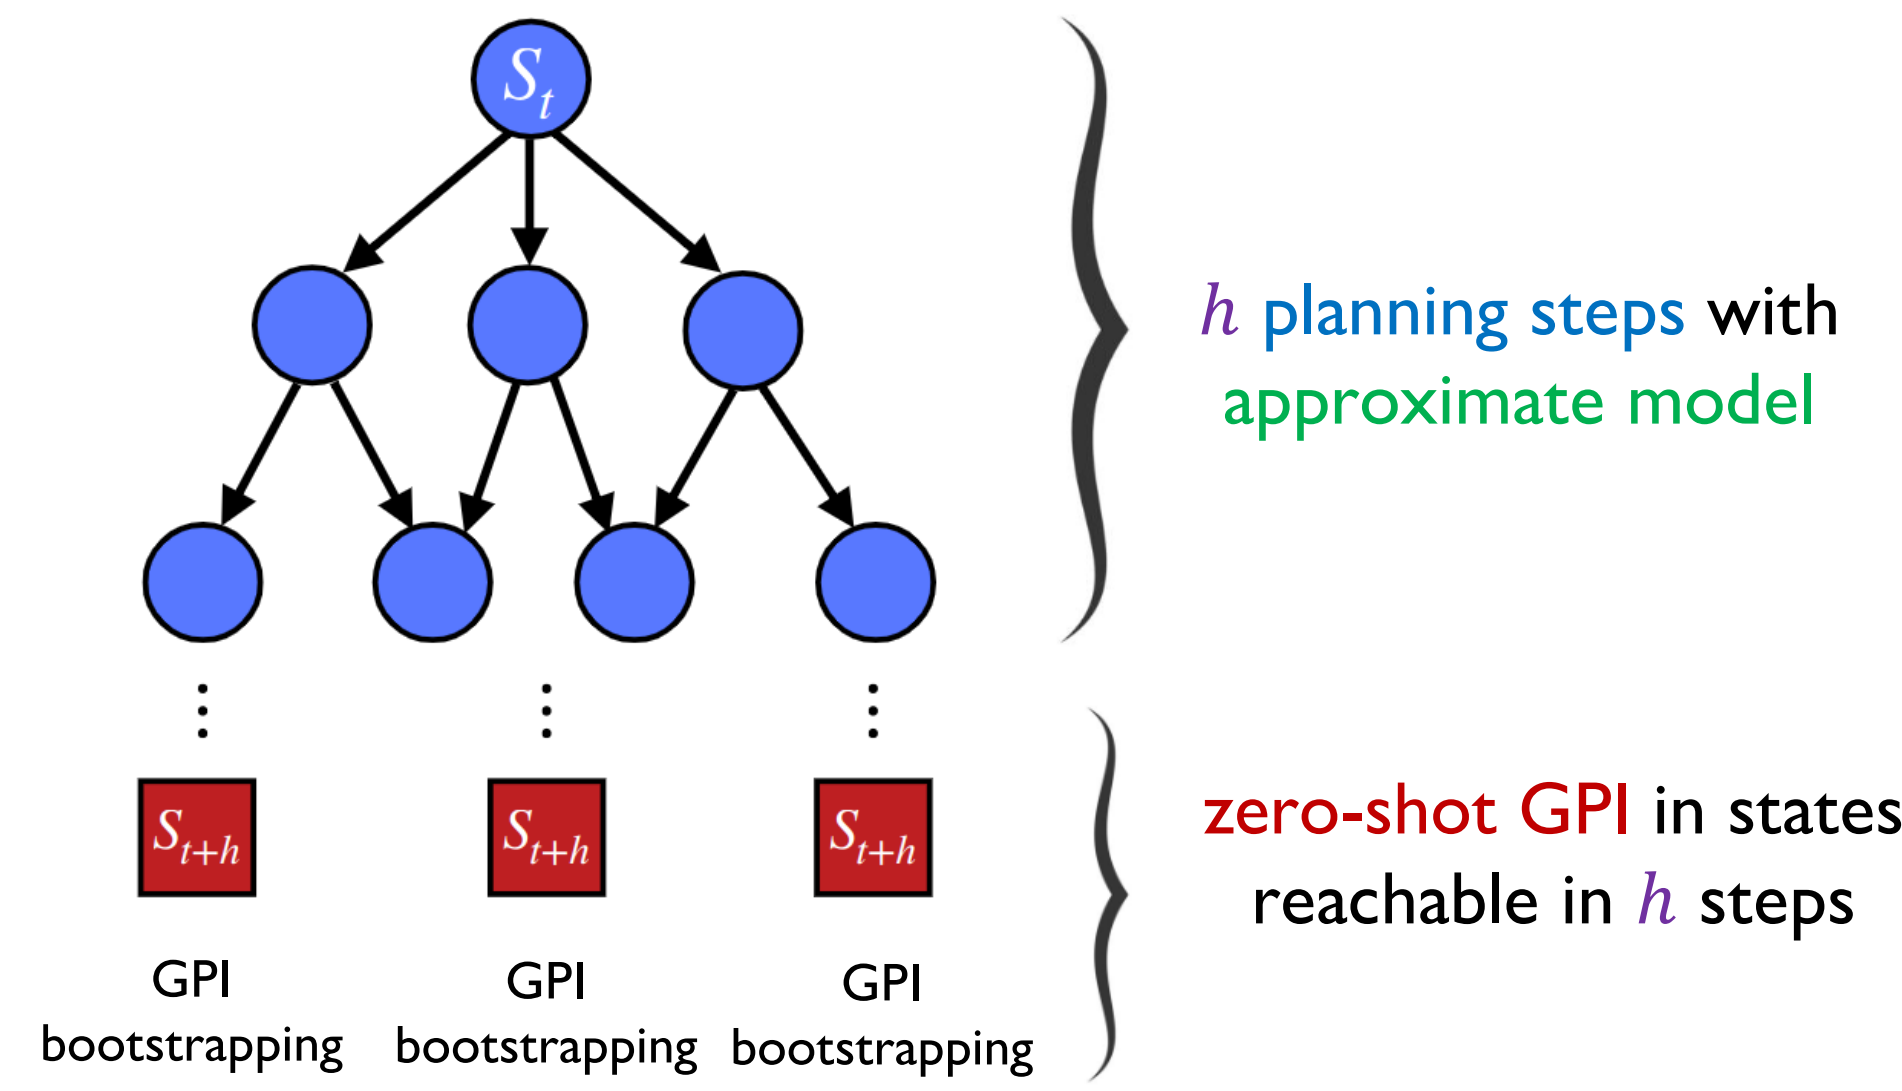 S_t
h planning steps with
approximate model
S_{t+h} S_{t+h} S_{t+h}
zero-shot GPI in states
reachable in h steps
GPI GPI GPI
bootstrapping bootstrapping bootstrapping